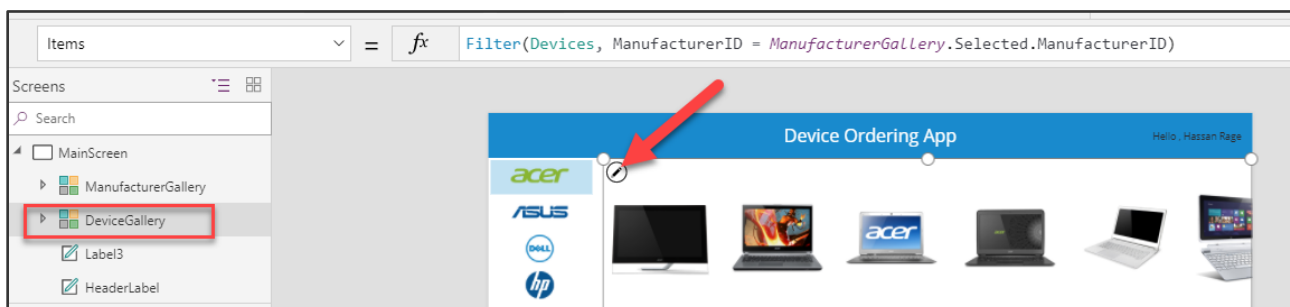 Items = fx Filter(Devices, ManufacturerID = ManufacturerGallery.Selected.ManufacturerID)
Screens
Search
MainScreen
ManufacturerGallery
DeviceGallery
Label3
HeaderLabel
Device Ordering App
Hello , Hassan Rage
acer
ASUS
DELL
hp
acer